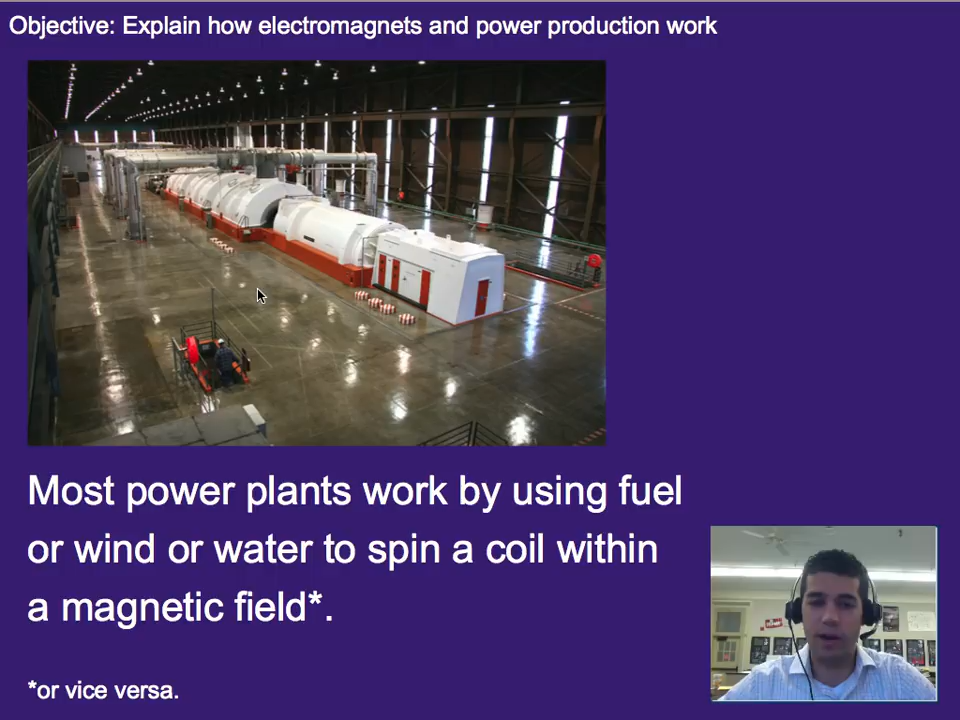 Objective: Explain how electromagnets and power production work
Most power plants work by using fuel
or wind or water to spin a coil within
a magnetic field*.
*or vice versa.